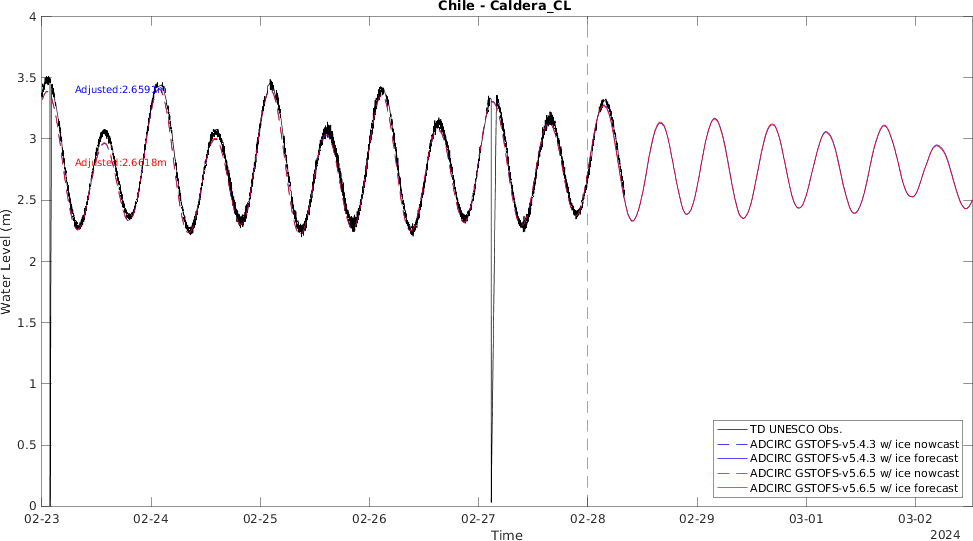 Chile - Caldera_CL
4
3.5
3
2.5
2
1.5
1
0.5
0
Water Level (m)
Adjusted:2.6591m
Adjusted:2.6618m
02-23
02-24
02-25
02-26
02-27
02-28
02-29
03-01
03-02
Time
2024
TD UNESCO Obs.
ADCIRC GSTOFS-v5.4.3 w/ ice nowcast
ADCIRC GSTOFS-v5.4.3 w/ ice forecast
ADCIRC GSTOFS-v5.6.5 w/ ice nowcast
ADCIRC GSTOFS-v5.6.5 w/ ice forecast